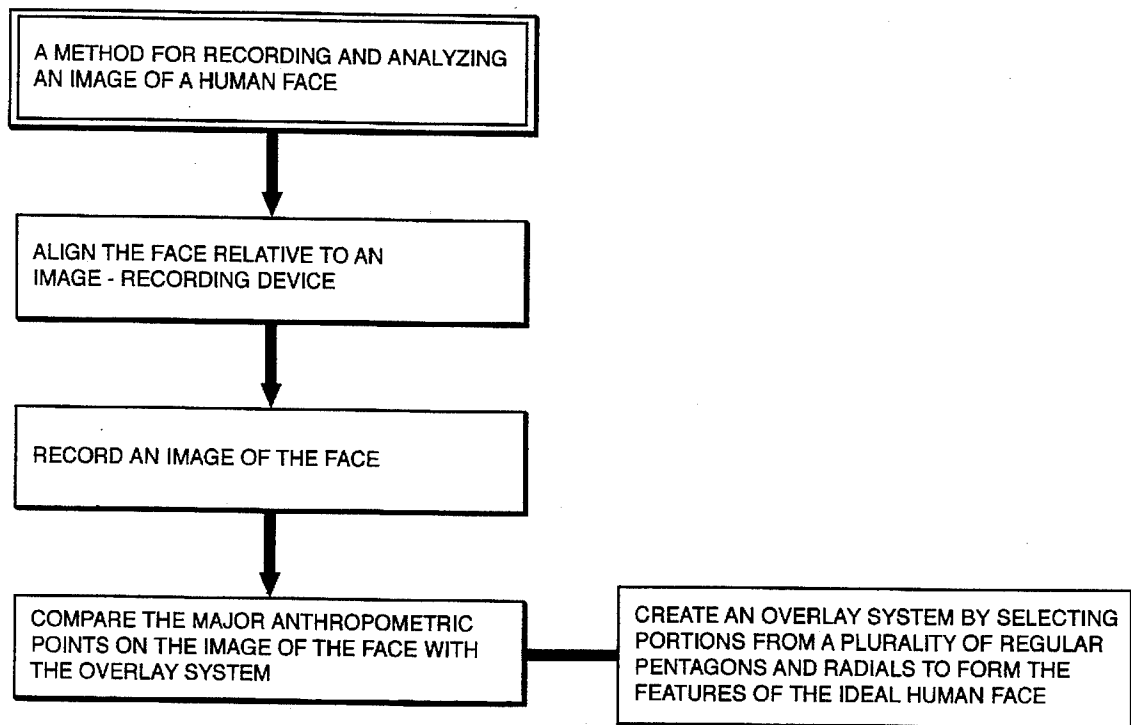 A METHOD FOR RECORDING AND ANALYZING
AN IMAGE OF A HUMAN FACE
ALIGN THE FACE RELATIVE TO AN
IMAGE - RECORDING DEVICE
RECORD AN IMAGE OF THE FACE
COMPARE THE MAJOR ANTHROPOMETRIC
POINTS ON THE IMAGE OF THE FACE WITH
THE OVERLAY SYSTEM
CREATE AN OVERLAY SYSTEM BY SELECTING
PORTIONS FROM A PLURALITY OF REGULAR
PENTAGONS AND RADIALS TO FORM THE
FEATURES OF THE IDEAL HUMAN FACE